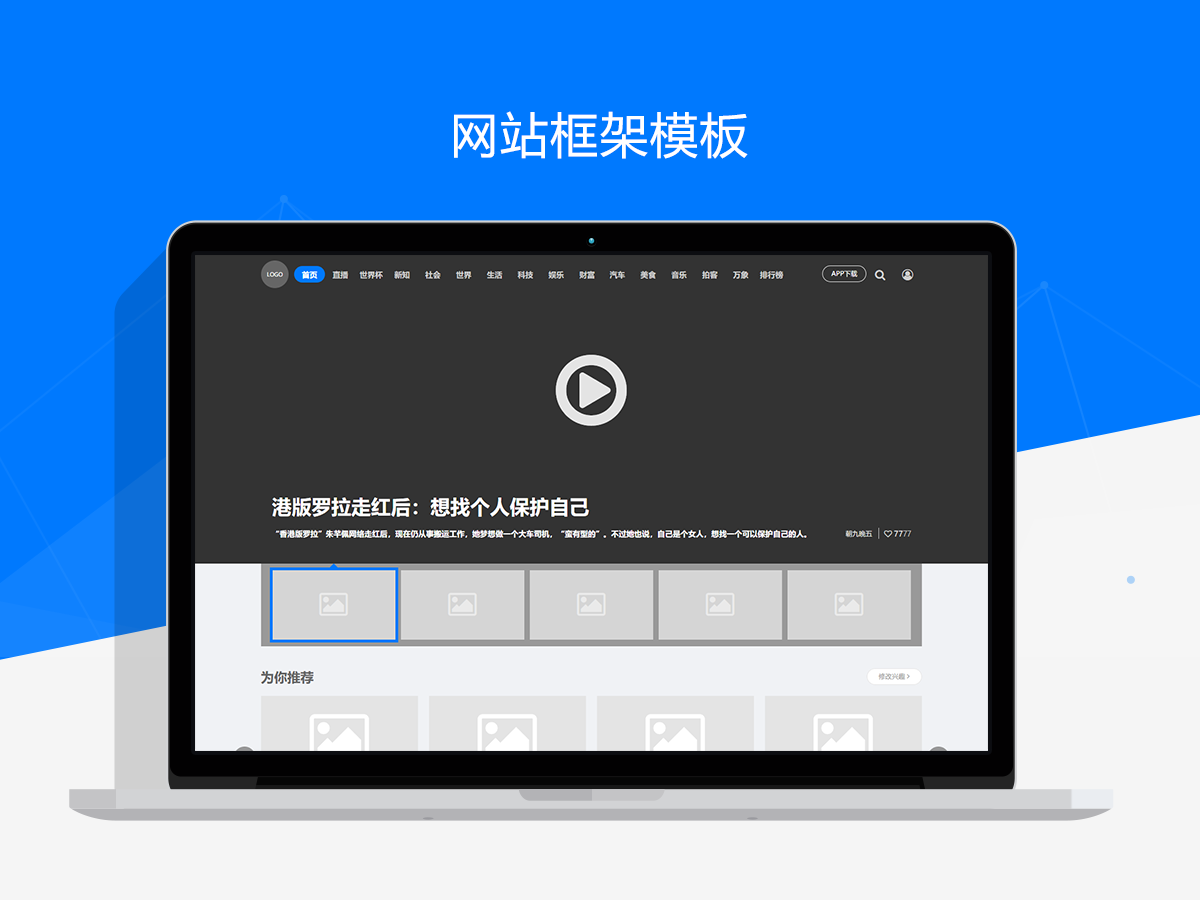 网站框架模板
LOGO 首页 直播 世界杯 新知 社会 世界 生活 科技 娱乐 财富 汽车 美食 音乐 拍客 万象 排行榜 APP下载
港版罗拉走红后：想找个人保护自己
“香港版罗拉”朱芊佩网络走红后，现在仍从事搬运工作，她梦想做一个大车司机，“蛮有型的”。不过她也说，自己是个女人，想找一个可以保护自己的人。 朝九晚五 7777
为你推荐 修改兴趣 >